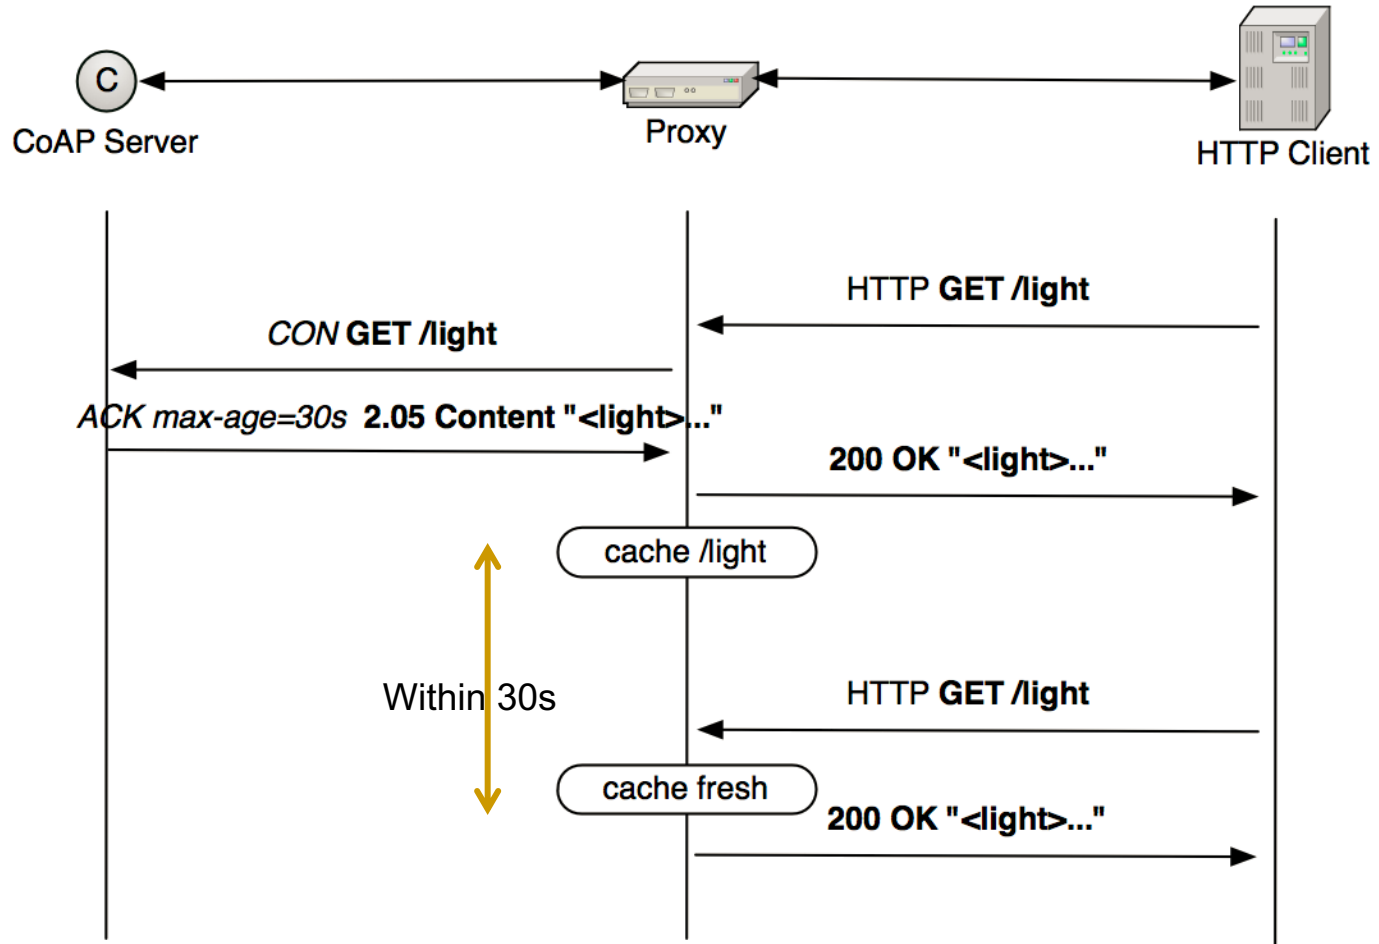 C
CoAP Server
Proxy
HTTP Client
HTTP GET /light
CON GET /light
ACK max-age=30s 2.05 Content "<light>..."
200 OK "<light>..."
cache /light
Within 30s
HTTP GET /light
cache fresh
200 OK "<light>..."